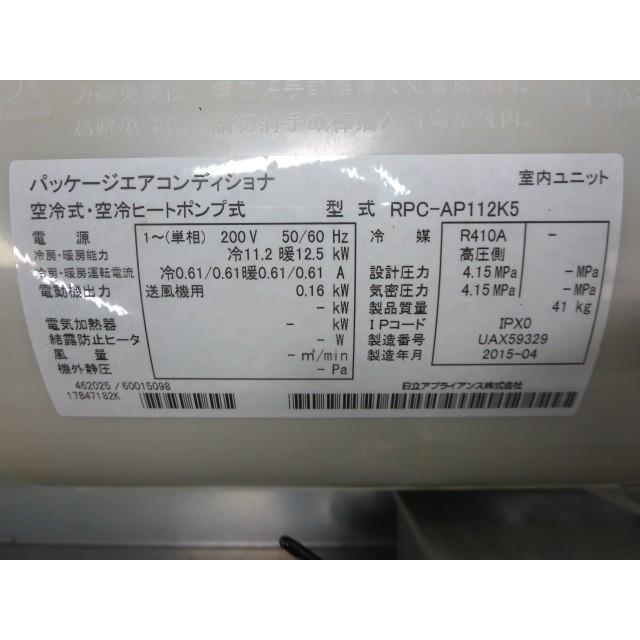 パッケージエアコンディショナ 室内ユニット
空冷式・空冷ヒートポンプ式 型 式 RPC-AP112K5
電 源 1〜(単相) 200V 50/60 Hz
冷房・暖房能力 冷11.2 暖12.5 kW
冷房・暖房運転電流 冷0.61/0.61暖0.61/0.61 A
電動機出力 送風機用 0.16 kW
- kW
電気加熱器 - kW
結露防止ヒータ - W
風 量 - m³/min
機外静圧 - Pa
冷 媒 R410A -
高圧側
設計圧力 4.15 MPa -MPa
気密圧力 4.15 MPa -MPa
製品質量 41 kg
IPコード IPX0
製造番号 UAX59329
製造年月 2015-04
462025/60015098
17B47182K
日立アプライアンス株式会社